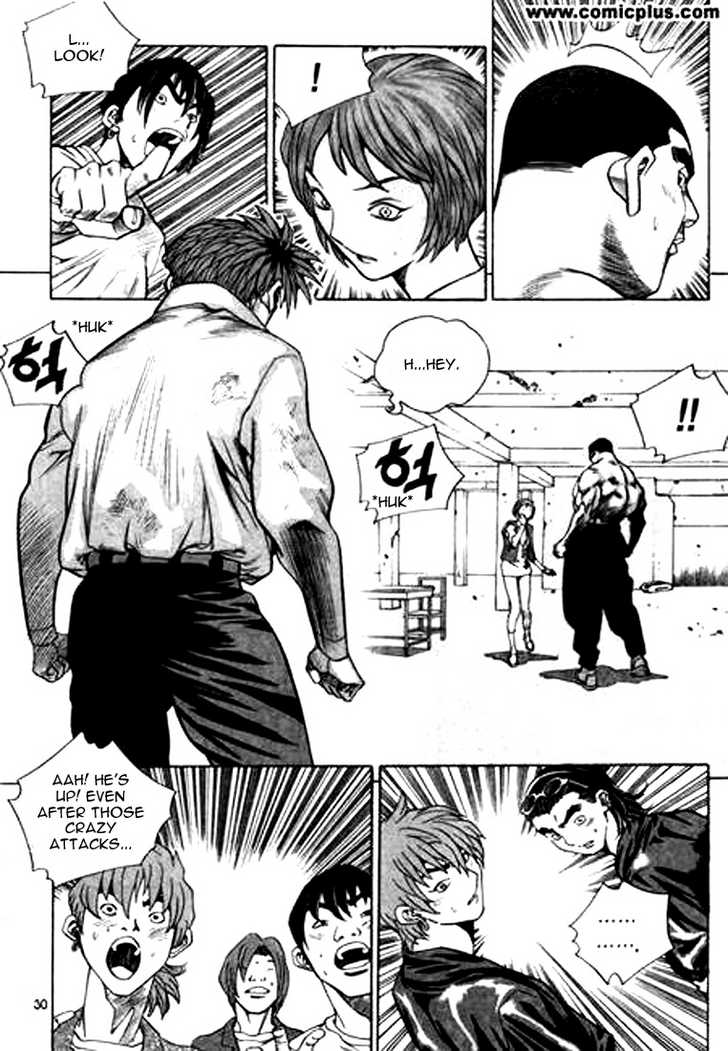 www.comicplus.com
L...
LOOK!
!
*HUK*
헉
H...HEY.
!!
헉
*HUK*
AAH! HE'S
UP! EVEN
AFTER THOSE
CRAZY
ATTACKS...
......
......
30